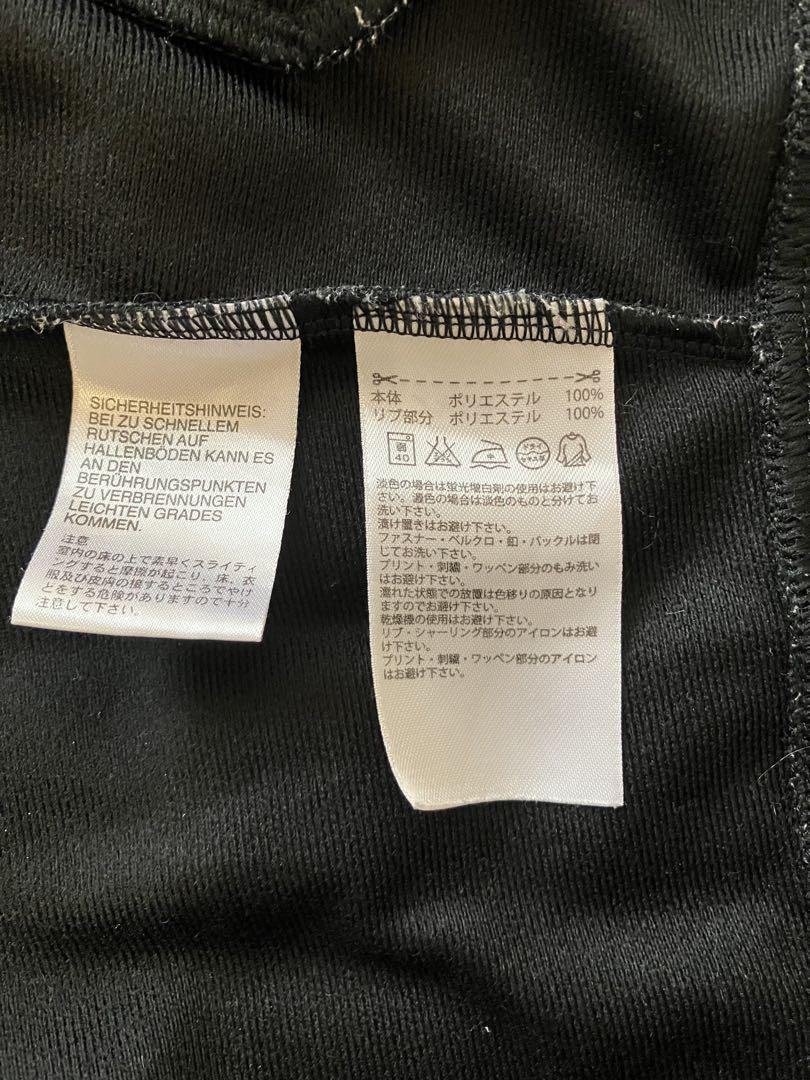 SICHERHEITSHINWEIS:
BEI ZU SCHNELLEM
RUTSCHEN AUF
HALLENBÖDEN KANN ES
AN DEN
BERÜHRUNGSPUNKTEN
ZU VERBRENNUNGEN
LEICHTEN GRADES
KOMMEN.
注意
室内の床の上で素早くスライディ
ングすると摩擦が起こり、床、衣
服及び皮膚の接するところでやけ
どをする危険がありますので十分
注意して下さい。
本体 ポリエステル 100%
リブ部分 ポリエステル 100%
弱 40 中
淡色の場合は蛍光増白剤の使用はお避け下
さい。濃色の場合は淡色のものと分けてお
洗い下さい。
漬け置きはお避け下さい。
ファスナー・ベルクロ・釦・バックルは閉
じてお洗い下さい。
プリント・刺繍・ワッペン部分のもみ洗い
はお避け下さい。
濡れた状態での放置は色移りの原因となり
ますのでお避け下さい。
乾燥機の使用はお避け下さい。
リブ・シャーリング部分のアイロンはお避
け下さい。
プリント・刺繍・ワッペン部分のアイロン
はお避け下さい。